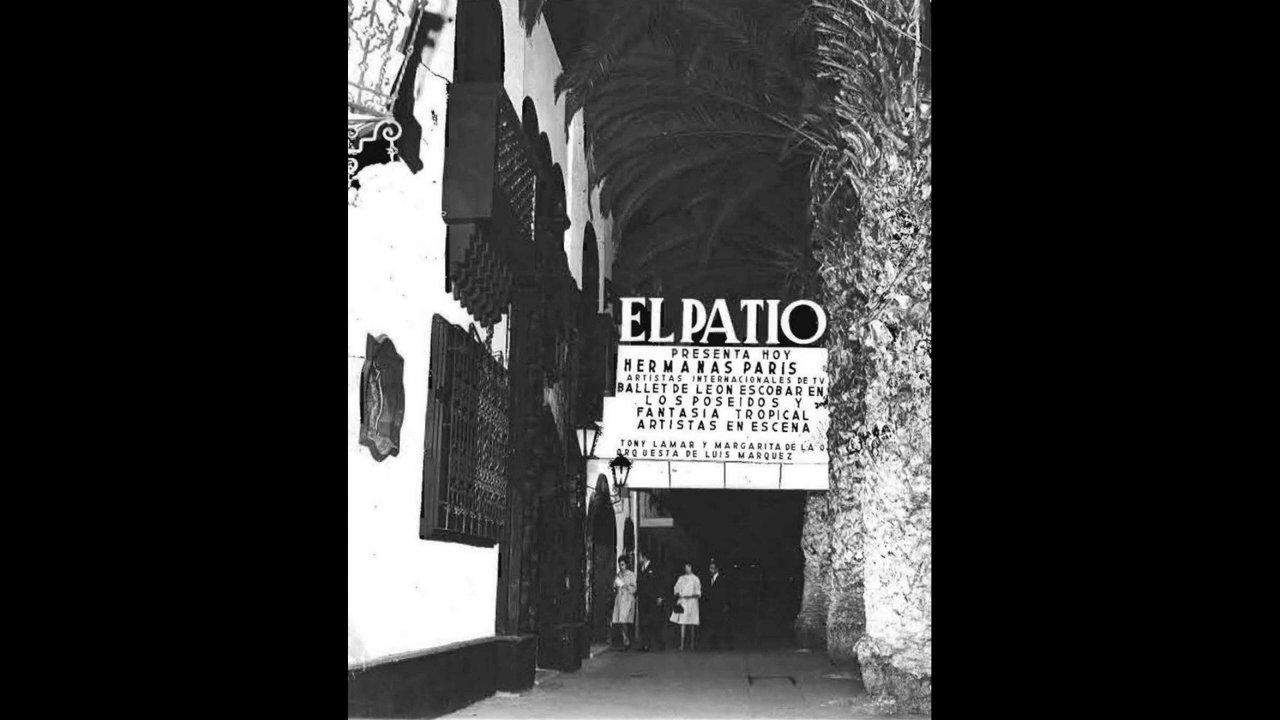 EL PATIO
PRESENTA HOY
HERMANAS PARIS
ARTISTAS INTERNACIONALES DE TV
BALLET DE LEON ESCOBAR EN
LOS POSEIDOS Y
FANTASIA TROPICAL
ARTISTAS EN ESCENA
TONY LAMAR Y MARGARITA DE LA O
ORQUESTA DE LUIS MARQUEZ